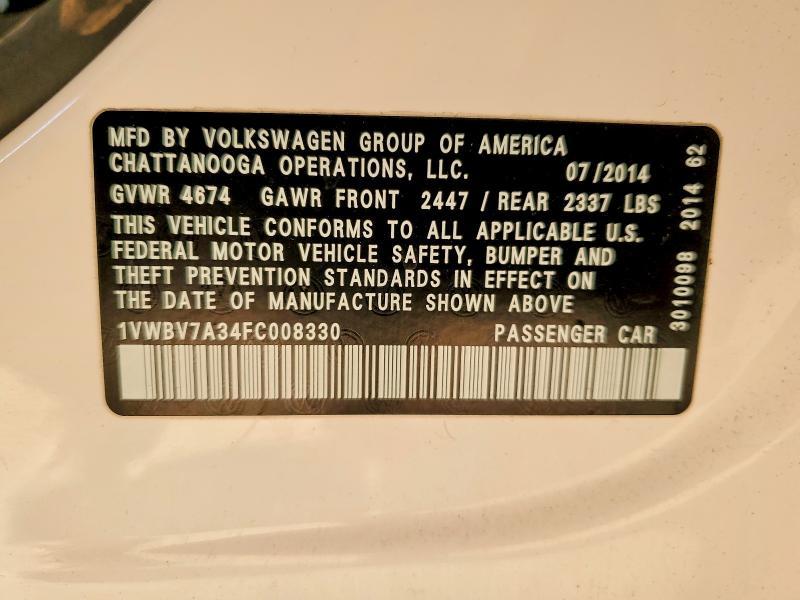 MFD BY VOLKSWAGEN GROUP OF AMERICA
CHATTANOOGA OPERATIONS, LLC. 07/2014
GVWR 4674 GAWR FRONT 2447 / REAR 2337 LBS
THIS VEHICLE CONFORMS TO ALL APPLICABLE U.S.
FEDERAL MOTOR VEHICLE SAFETY, BUMPER AND
THEFT PREVENTION STANDARDS IN EFFECT ON
THE DATE OF MANUFACTURE SHOWN ABOVE
1VWBV7A34FC008330 PASSENGER CAR
3010098 2014 62